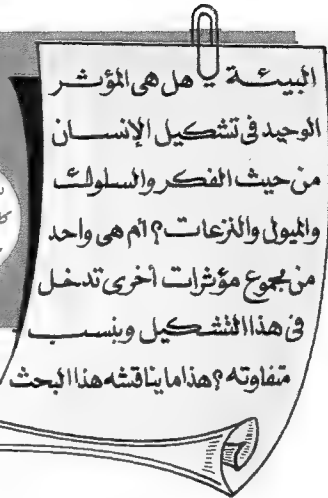 البيئة هل هى المؤثر
الوحيد فى تشكيل الإنسان
من حيث الفكر والسلوك
والميول والنزعات؟ أم هى واحد
من مجموع مؤثرات أخرى تدخل
فى هذا التشكيل وبنسب
متفاوته؟ هذا ما يناقشه هذا البحث